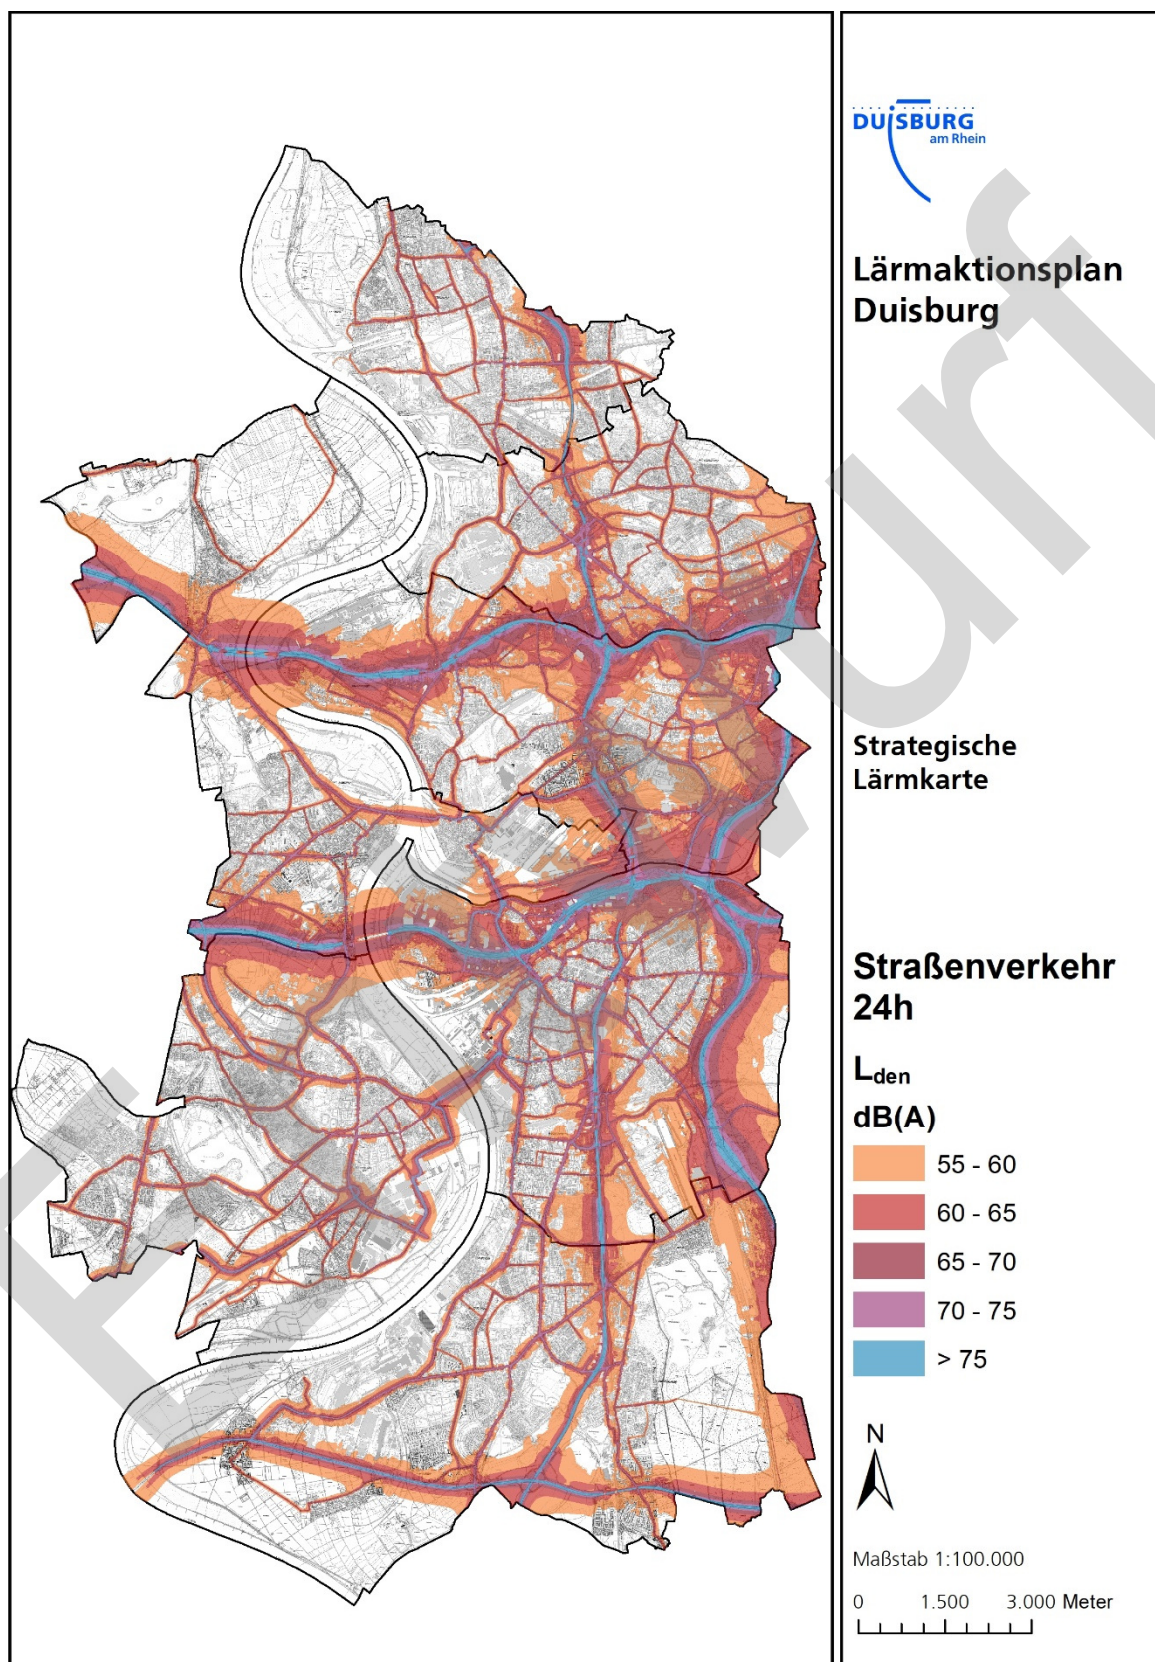 DUISBURG
am Rhein
Lärmaktionsplan
Duisburg
Strategische
Lärmkarte
Straßenverkehr
24h
Lden
dB(A)
55 - 60
60 - 65
65 - 70
70 - 75
> 75
N
Maßstab 1:100.000
0 1.500 3.000 Meter
Entwurf